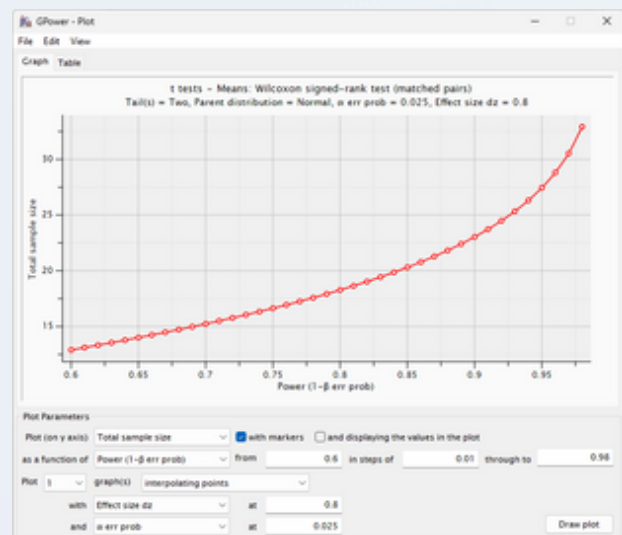 GPower - Plot
File Edit View
Graph Table
t tests - Means: Wilcoxon signed-rank test (matched pairs)
Tail(s) = Two, Parent distribution = Normal, α err prob = 0.025, Effect size dz = 0.8
Total sample size
30
25
20
15
0.6 0.65 0.7 0.75 0.8 0.85 0.9 0.95
Power (1-β err prob)
Plot Parameters
Plot (on y axis) Total sample size with markers and displaying the values in the plot
as a function of Power (1-β err prob) from 0.6 in steps of 0.01 through to 0.98
Plot 1 graph(s) interpolating points
with Effect size dz at 0.8
and α err prob at 0.025 Draw plot